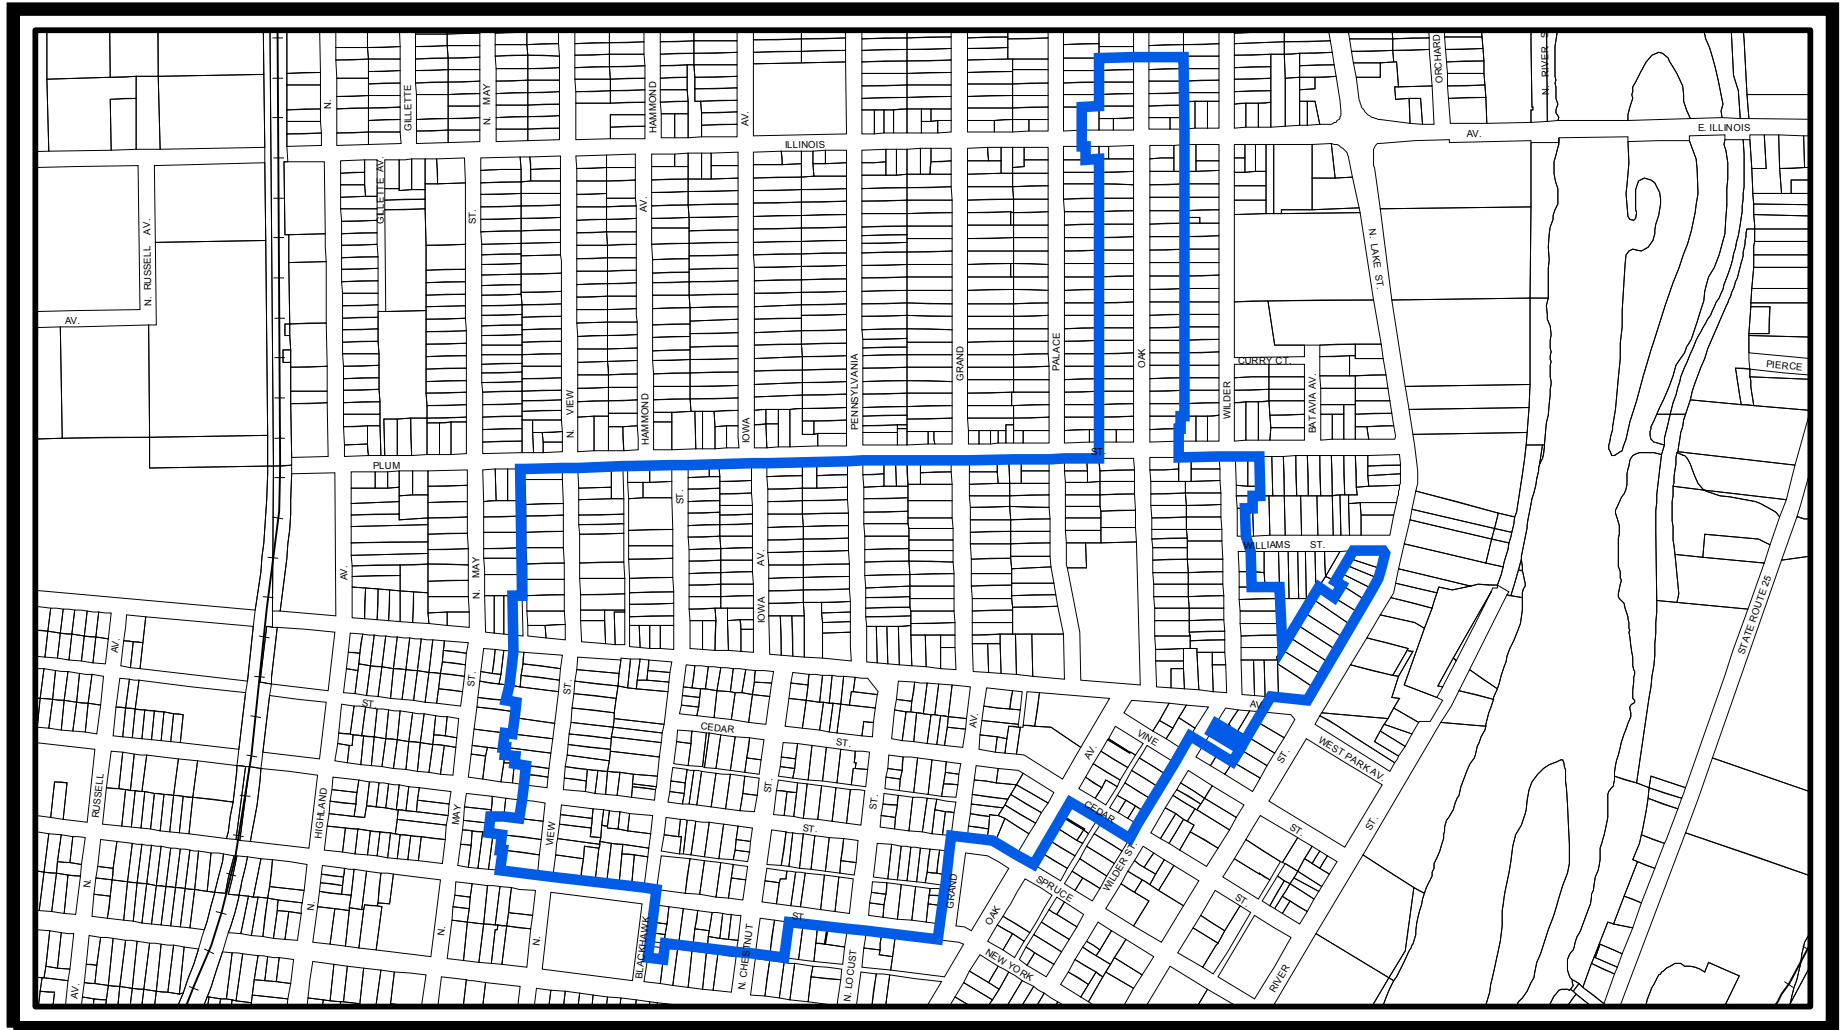 N.
GILLETTE
N. MAY
HAMMOND
AV.
ORCHARD
N. RIVER S
ILLINOIS
AV.
E. ILLINOIS
GILLETTE AV.
ST.
AV.
N. RUSSELL AV.
N. LAKE ST.
AV.
N. VIEW
HAMMOND
IOWA
PENNSYLVANIA
GRAND
PALACE
OAK
WILDER
CURRY CT.
BATAVIA AV.
PIERCE
PLUM
ST.
ST.
AV.
N. MAY
IOWA AV.
WILLIAMS ST.
STATE ROUTE 25
AV.
ST.
ST.
ST.
CEDAR
ST.
AV.
AV.
AV.
VINE
ST.
WEST PARK AV.
RUSSELL
HIGHLAND
MAY
VIEW
ST.
ST.
ST.
CEDAR
WILDER ST.
ST.
ST.
N.
N.
N.
N.
BLACKHAWK
ST.
GRAND
OAK
SPRUCE
ST.
AV.
N. CHESTNUT
N. LOCUST
NEW YORK
RIVER